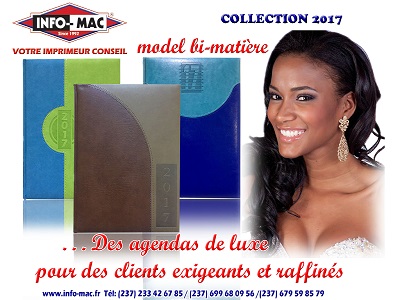 INFO-MAC
Since 1992
COLLECTION 2017
VOTRE IMPRIMEUR CONSEIL
model bi-matière
2017
2017
...Des agendas de luxe
pour des clients exigeants et raffinés
www.info-mac.fr Tél: (237) 233 42 67 85 / (237) 699 68 09 56 /(237) 679 59 85 79